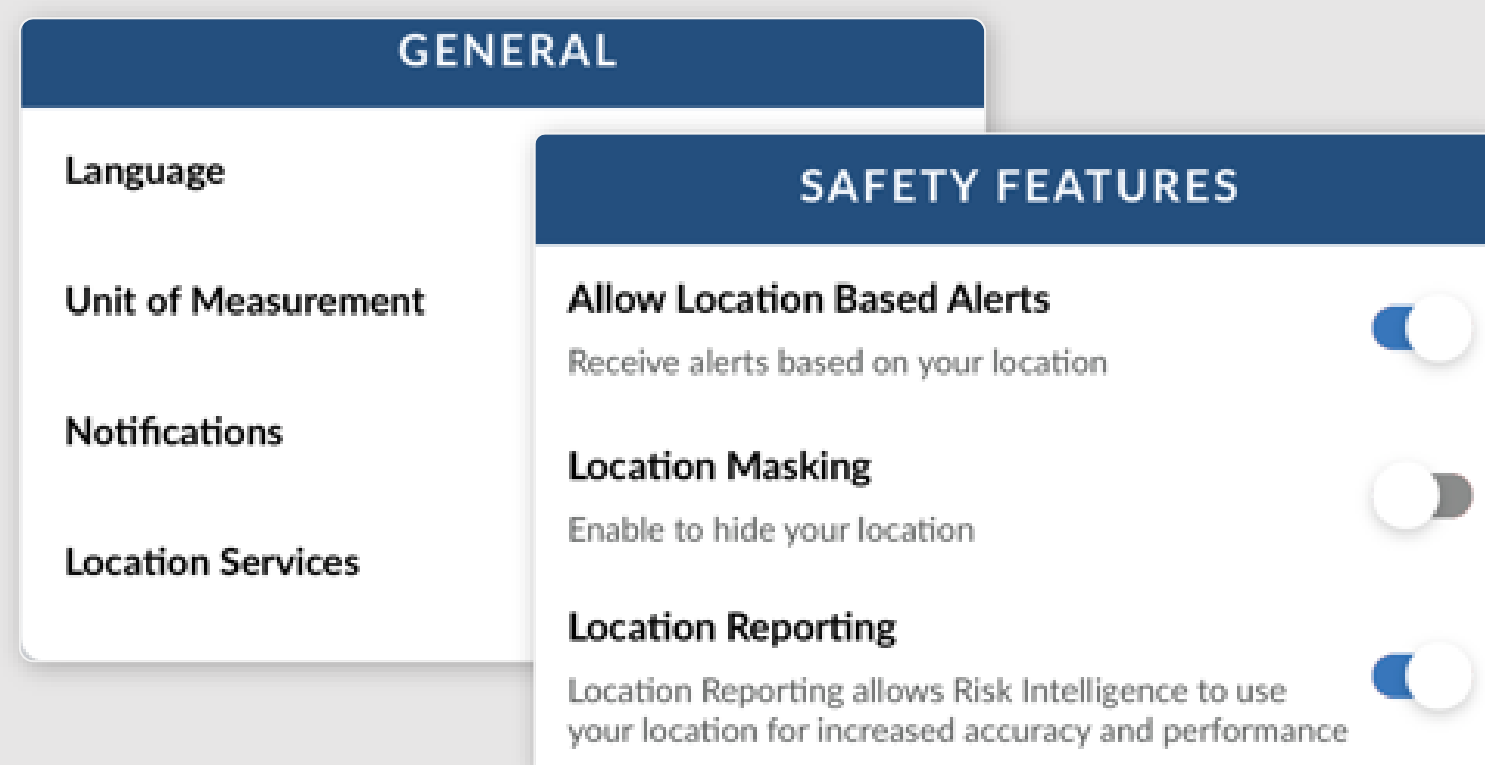 GENERAL
Language
Unit of Measurement
Notifications
Location Services
SAFETY FEATURES
Allow Location Based Alerts
Receive alerts based on your location
Location Masking
Enable to hide your location
Location Reporting
Location Reporting allows Risk Intelligence to use
your location for increased accuracy and performance